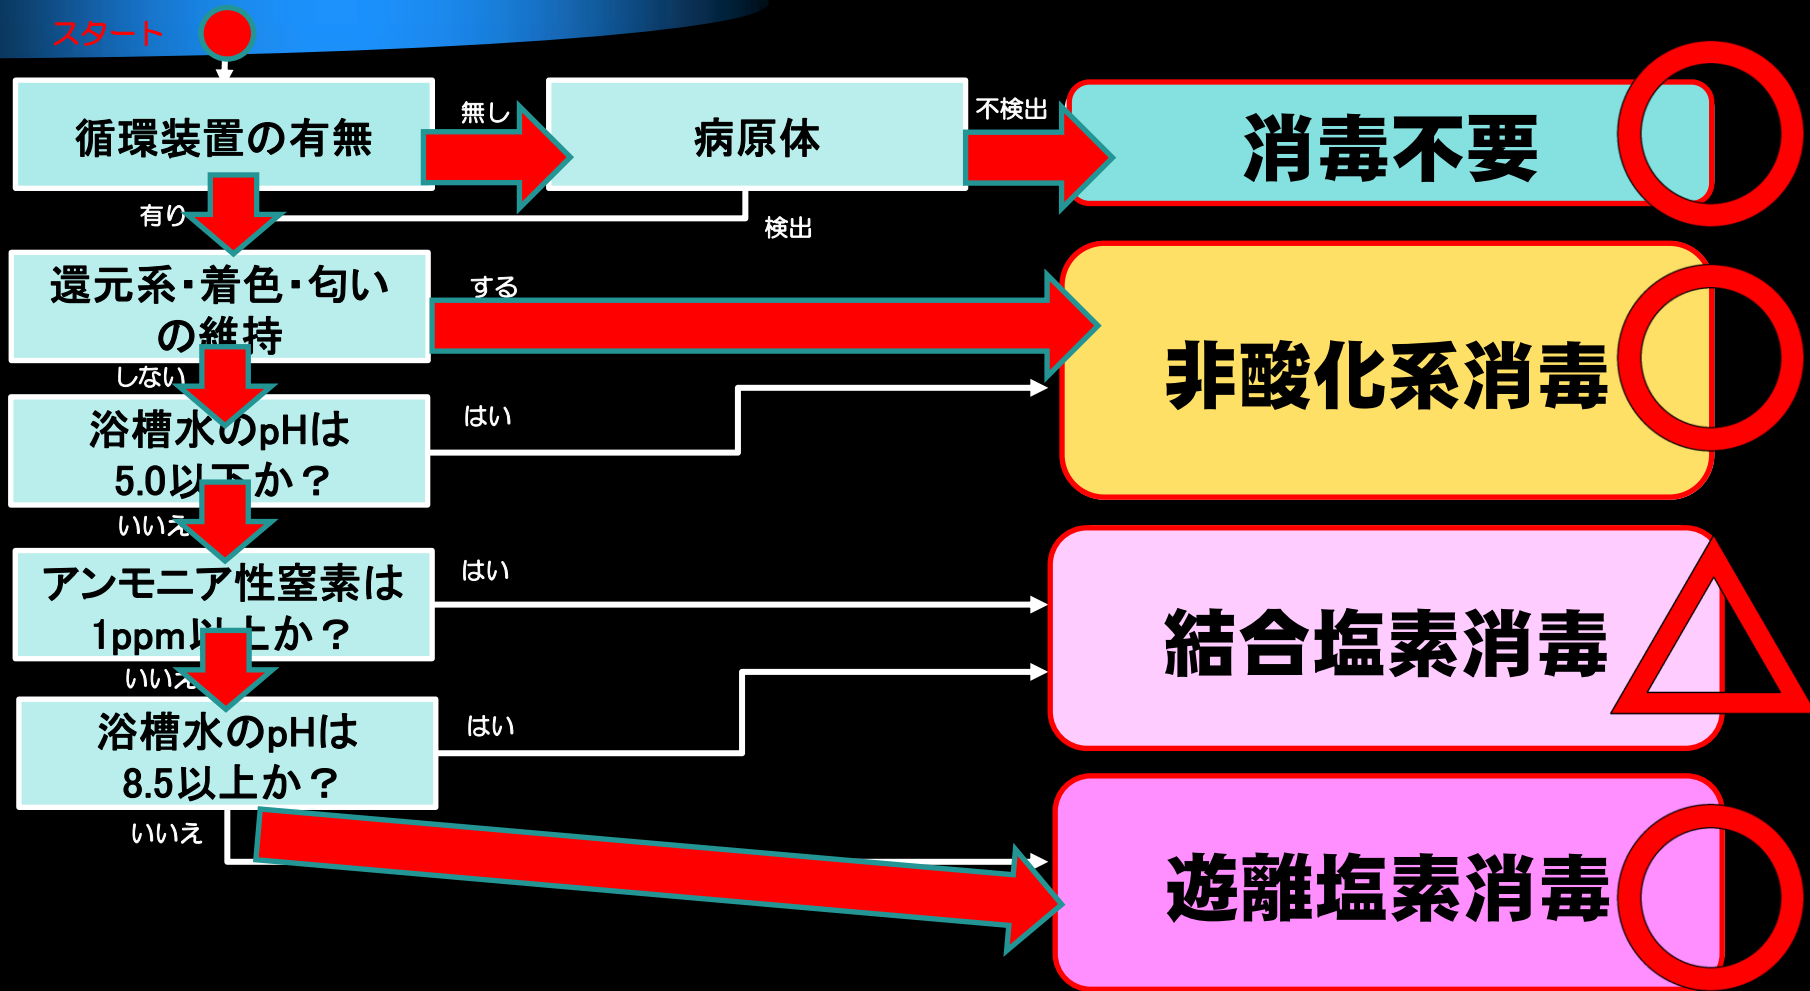 スタート
循環装置の有無
無し
病原体
不検出
消毒不要
有り
検出
還元系・着色・匂い
の維持
する
非酸化系消毒
しない
浴槽水のpHは
5.0以下か？
はい
いいえ
アンモニア性窒素は
1ppm以上か？
はい
結合塩素消毒
いいえ
浴槽水のpHは
8.5以上か？
はい
いいえ
遊離塩素消毒